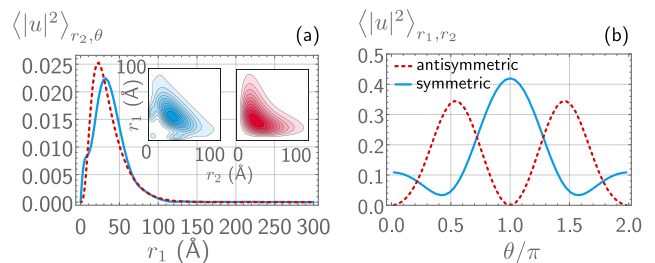 ⟨|u|²⟩r₂,θ
(a)
0.025
0.020
0.015
0.010
0.005
0.000
0 50 100 150 200 250 300
r₁ (Å)
100
r₁ (Å)
0
100
0
100
r₂ (Å)
⟨|u|²⟩r₁,r₂
(b)
antisymmetric
symmetric
0.5
0.4
0.3
0.2
0.1
0.0
0.0 0.5 1.0 1.5 2.0
θ/π